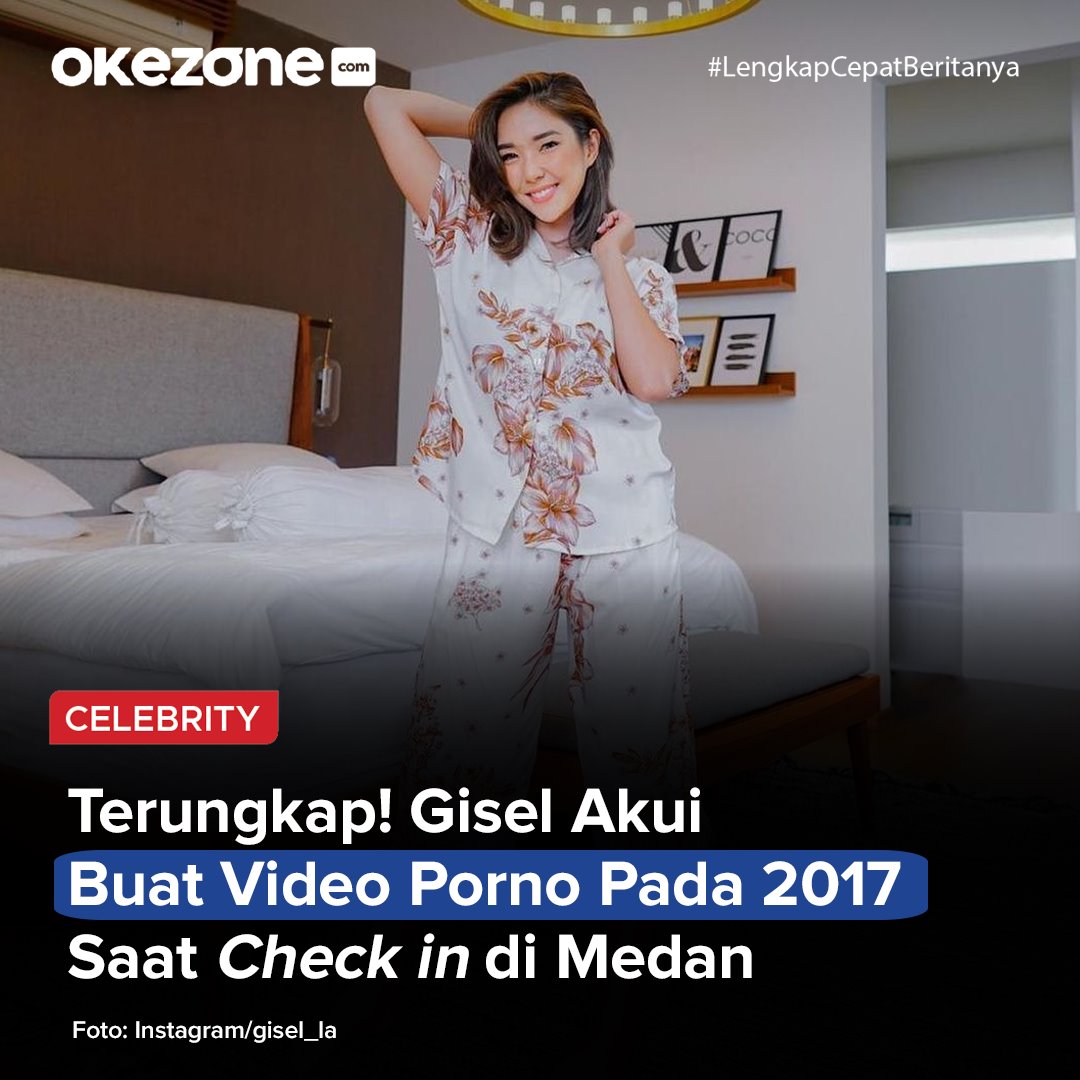 OKEZONE.com
#LengkapCepatBeritanya
&
COCO
CELEBRITY
Terungkap! Gisel Akui
Buat Video Porno Pada 2017
Saat Check in di Medan
Foto: Instagram/gisel_la